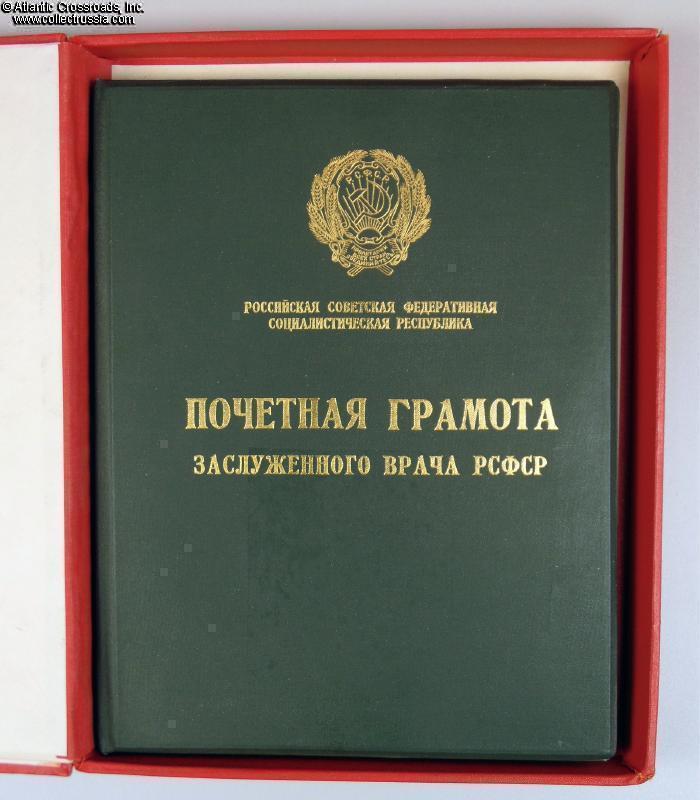 © Atlantic Crossroads, Inc.
www.collectrussia.com
Р.С.Ф.С.Р.
РОССИЙСКАЯ СОВЕТСКАЯ ФЕДЕРАТИВНАЯ
СОЦИАЛИСТИЧЕСКАЯ РЕСПУБЛИКА
ПОЧЕТНАЯ ГРАМОТА
ЗАСЛУЖЕННОГО ВРАЧА РСФСР